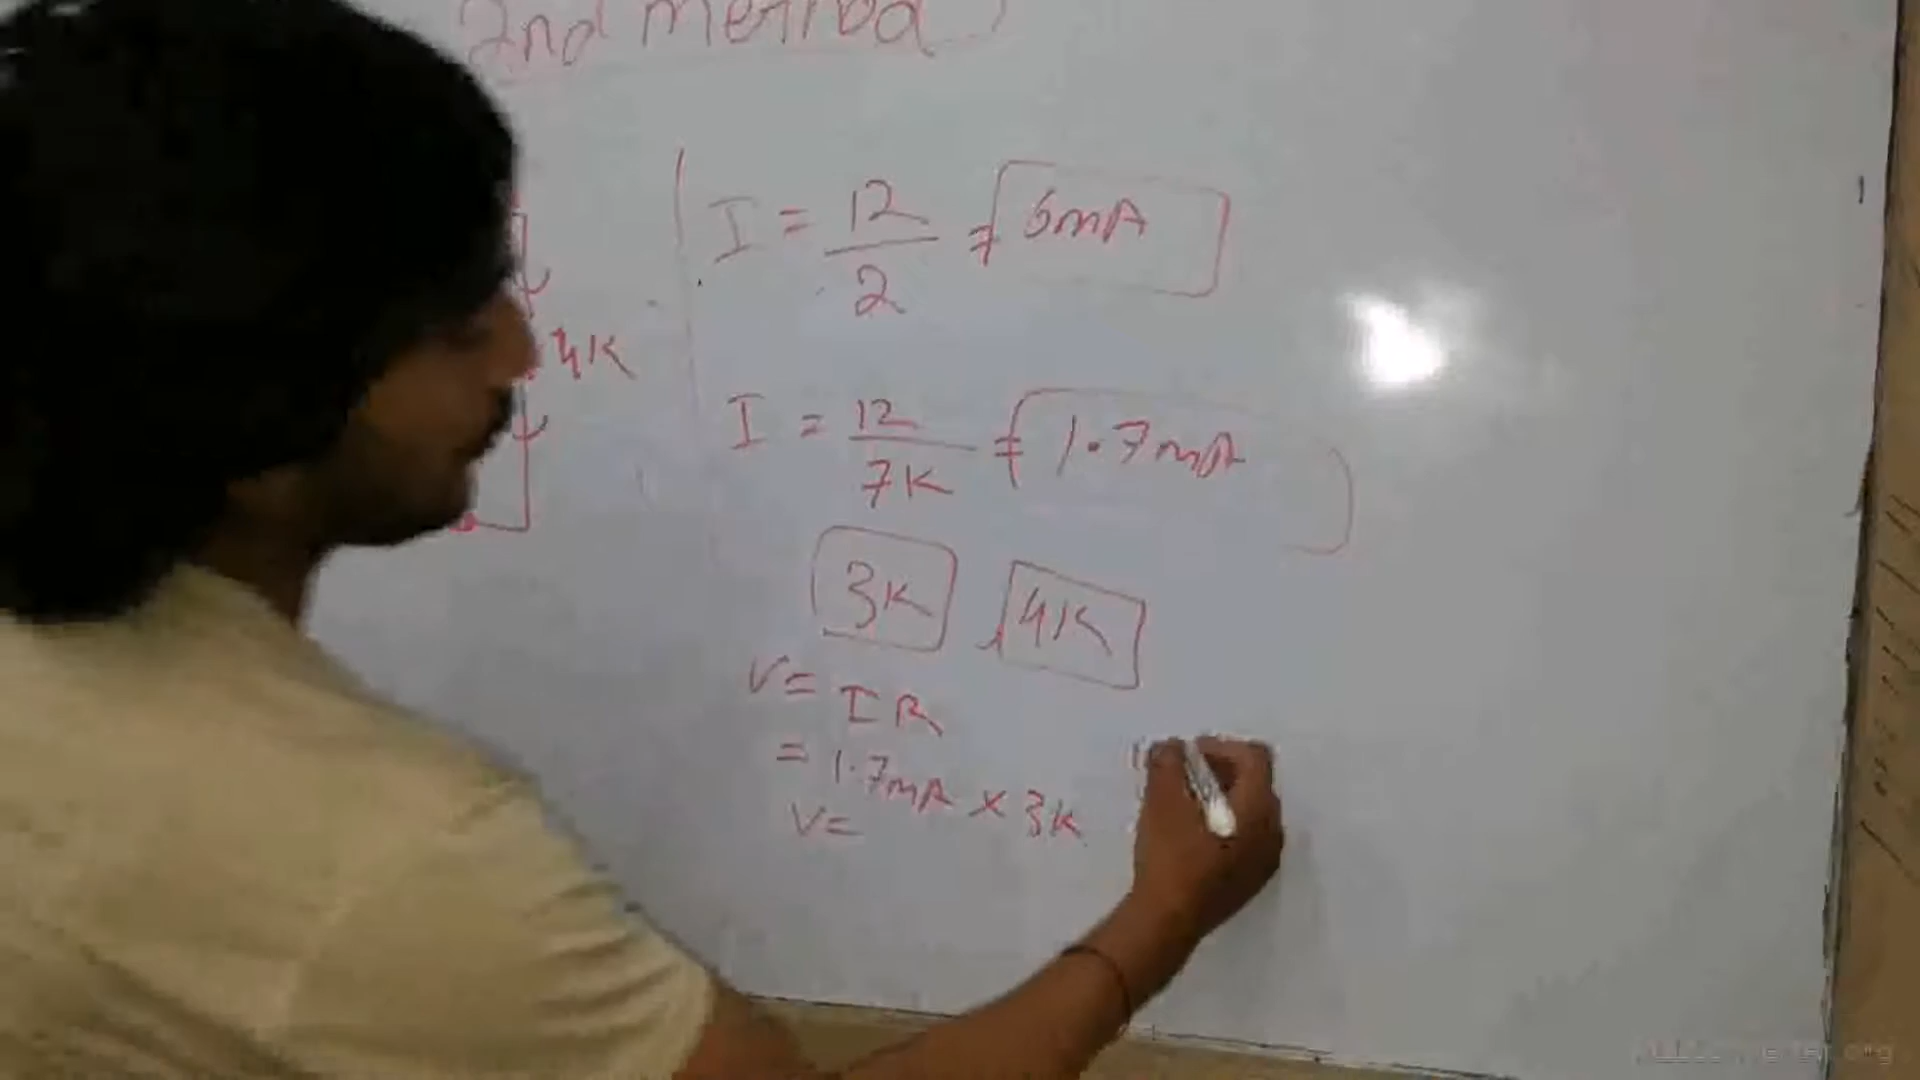 2nd method
I = 12/2 = 6mA
4K
I = 12/7K = 1.7mA
3K 4K
V = IR
= 1.7mA × 3K
V =